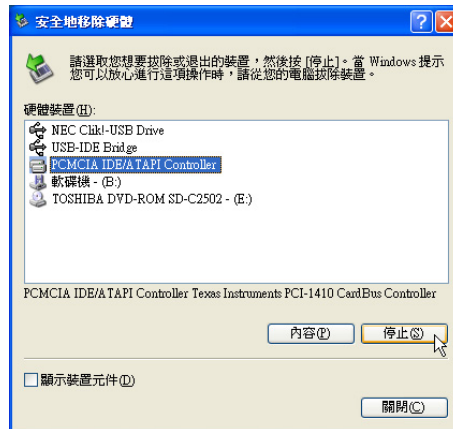 安全地移除硬體
請選取您想要拔除或退出的裝置,然後按 [停止]。當 Windows 提示
您可以放心進行這項操作時,請從您的電腦拔除裝置。
硬體裝置(H):
NEC Clik!-USB Drive
USB-IDE Bridge
PCMCIA IDE/ATAPI Controller
軟碟機 - (B:)
TOSHIBA DVD-ROM SD-C2502 - (E:)
PCMCIA IDE/ATAPI Controller Texas Instruments PCI-1410 CardBus Controller
內容(P)
停止(S)
顯示裝置元件(D)
關閉(C)